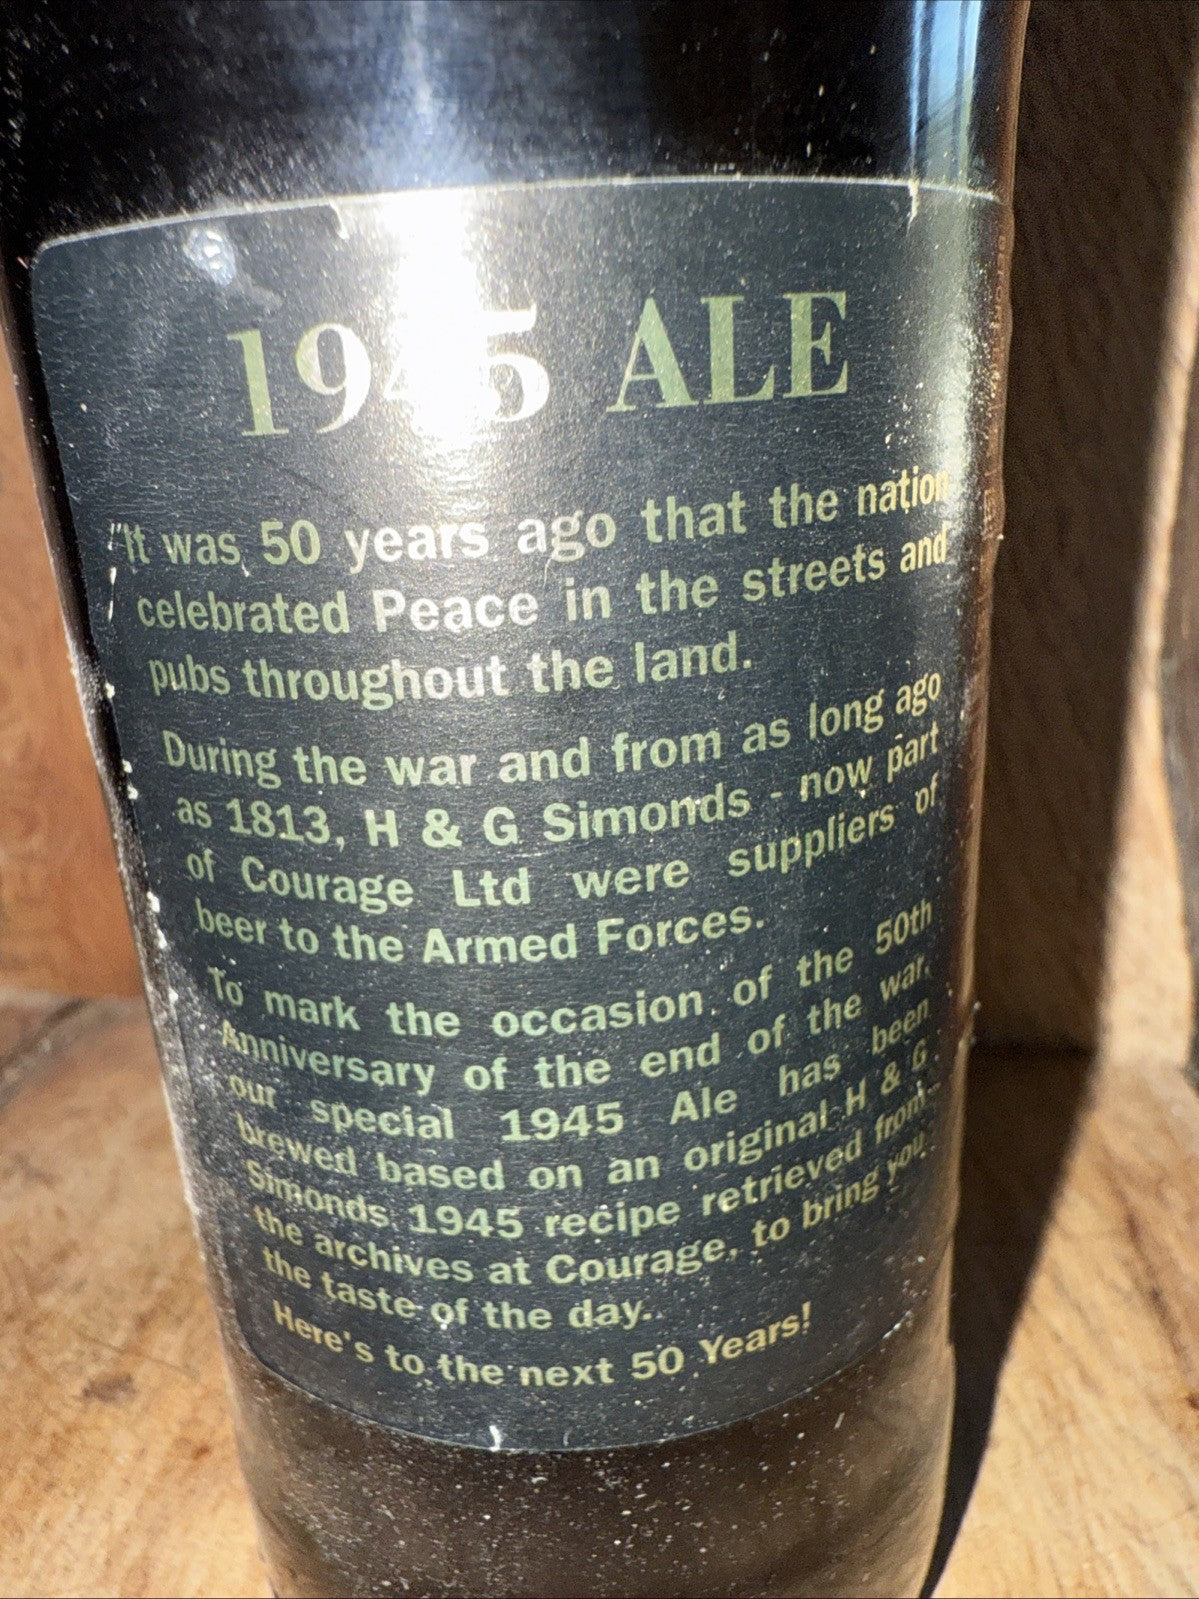 1945 ALE
"It was 50 years ago that the nation
celebrated Peace in the streets and
pubs throughout the land.
During the war and from as long ago
as 1813, H & G Simonds - now part
of Courage Ltd were suppliers of
beer to the Armed Forces.
To mark the occasion of the 50th
Anniversary of the end of the war,
our special 1945 Ale has been
brewed based on an original H & G
Simonds 1945 recipe retrieved from
the archives at Courage, to bring you
the taste of the day.
Here's to the next 50 Years!